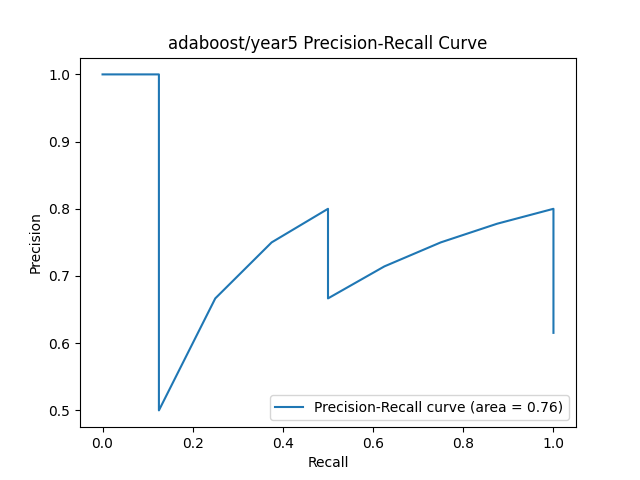 adaboost/year5 Precision-Recall Curve
1.0
0.9
0.8
0.7
0.6
0.5
Precision
0.0 0.2 0.4 0.6 0.8 1.0
Recall
Precision-Recall curve (area = 0.76)